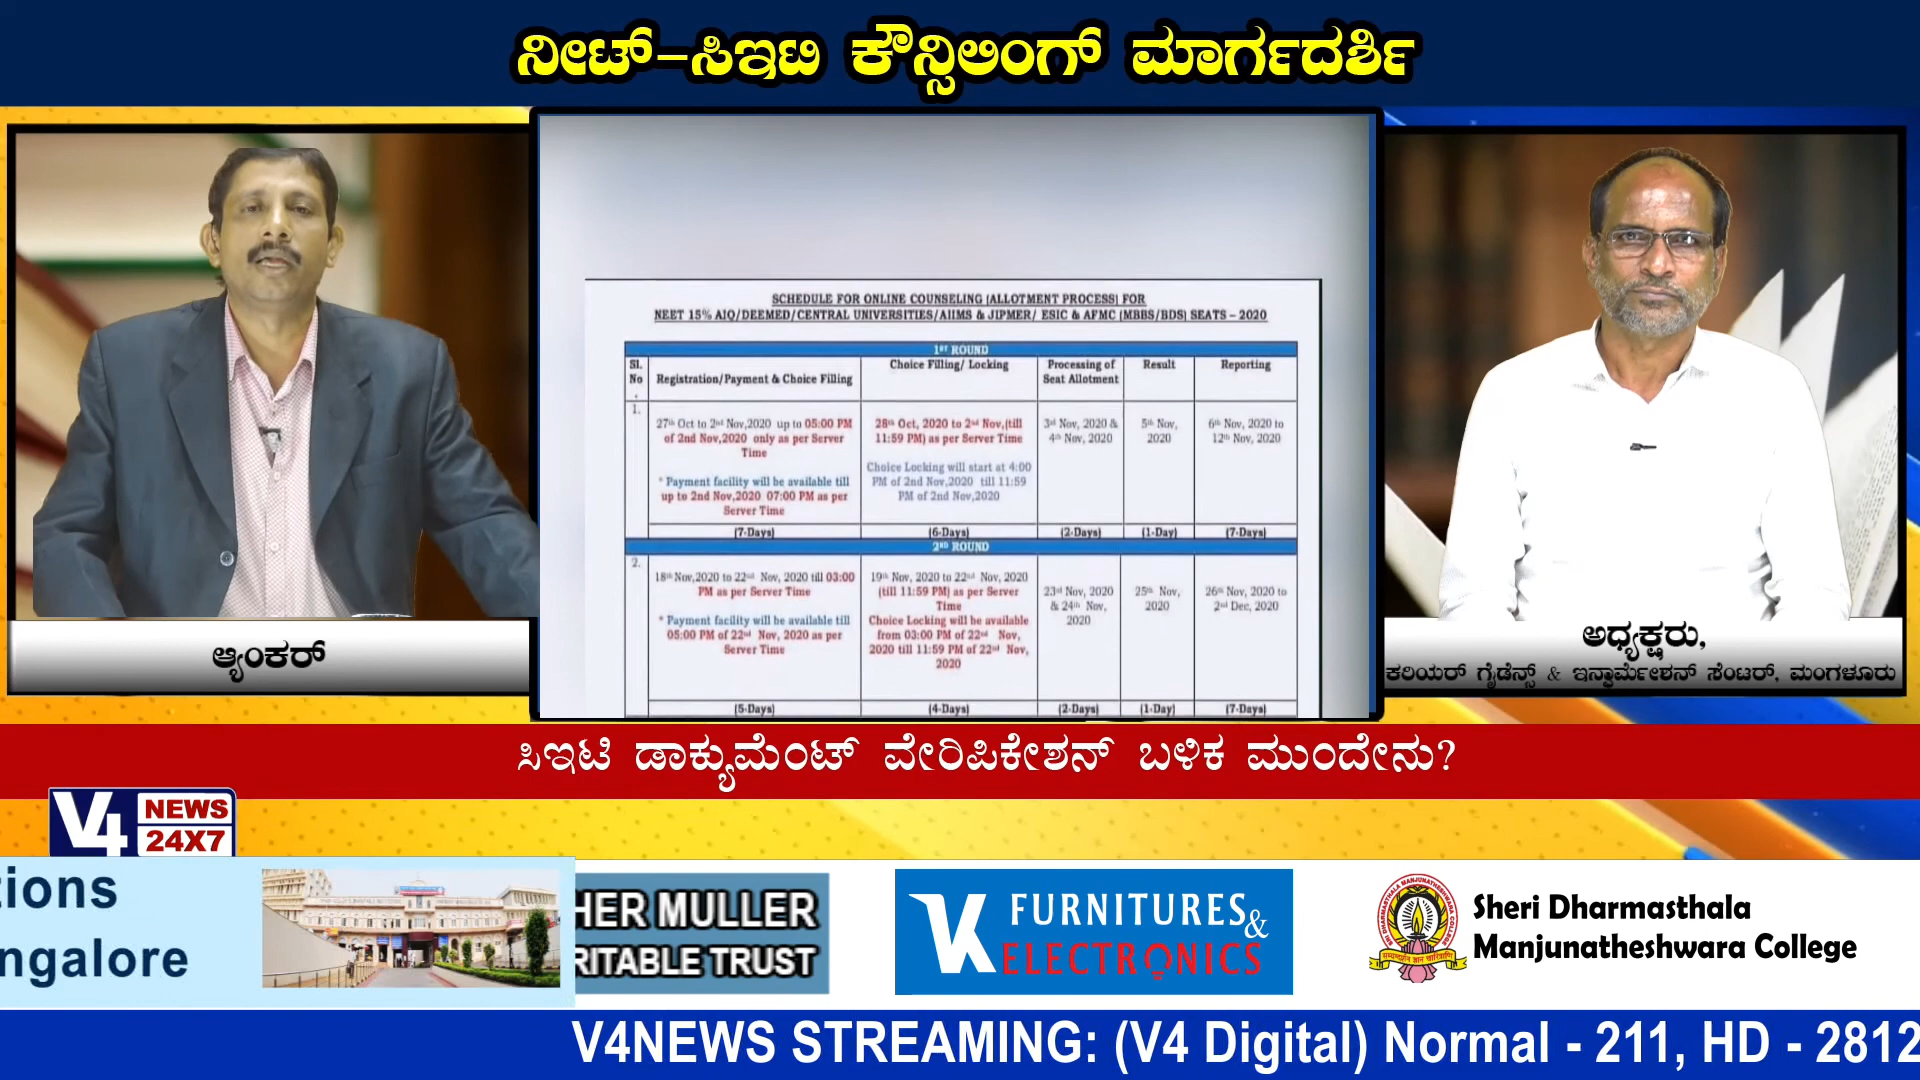 ನೀಟ್-ಸಿಇಟಿ ಕೌನ್ಸಿಲಿಂಗ್ ಮಾರ್ಗದರ್ಶಿ
SCHEDULE FOR ONLINE COUNSELING (ALLOTMENT PROCESS) FOR
NEET 15% AIQ/DEEMED/CENTRAL UNIVERSITIES/AIIMS & JIPMER/ ESIC & AFMC (MBBS/BDS) SEATS – 2020
1ST ROUND
Sl. No . Registration/Payment & Choice Filling Choice Filling/ Locking Processing of Seat Allotment Result Reporting
1.
27th Oct to 2nd Nov,2020 up to 05:00 PM
of 2nd Nov,2020 only as per Server
Time
* Payment facility will be available till
up to 2nd Nov,2020 07:00 PM as per
Server Time
28th Oct, 2020 to 2nd Nov,(till
11:59 PM) as per Server Time
Choice Locking will start at 4:00
PM of 2nd Nov,2020 till 11:59
PM of 2nd Nov,2020
3rd Nov, 2020 &
4th Nov, 2020
5th Nov,
2020
6th Nov, 2020 to
12th Nov, 2020
(7-Days) (6-Days) (2-Days) (1-Day) (7-Days)
2ND ROUND
2.
18th Nov,2020 to 22nd Nov, 2020 till 03:00
PM as per Server Time
* Payment facility will be available till
05:00 PM of 22nd Nov, 2020 as per
Server Time
19th Nov, 2020 to 22nd Nov, 2020
(till 11:59 PM) as per Server
Time
Choice Locking will be available
from 03:00 PM of 22nd Nov,
2020 till 11:59 PM of 22nd Nov,
2020
23rd Nov, 2020
& 24th Nov,
2020
25th Nov,
2020
26th Nov, 2020 to
2nd Dec, 2020
(5-Days) (4-Days) (2-Days) (1-Day) (7-Days)
ಆ್ಯಂಕರ್
ಅಧ್ಯಕ್ಷರು,
ಕರಿಯರ್ ಗೈಡೆನ್ಸ್ & ಇನ್ಫಾರ್ಮೇಶನ್ ಸೆಂಟರ್, ಮಂಗಳೂರು
ಸಿಇಟಿ ಡಾಕ್ಯುಮೆಂಟ್ ವೇರಿಪಿಕೇಶನ್ ಬಳಿಕ ಮುಂದೇನು?
V4 NEWS
24X7
tions
ngalore
HER MULLER
RITABLE TRUST
VK FURNITURES&
ELECTRONICS
Sheri Dharmasthala
Manjunatheshwara College
V4NEWS STREAMING: (V4 Digital) Normal - 211, HD - 2812